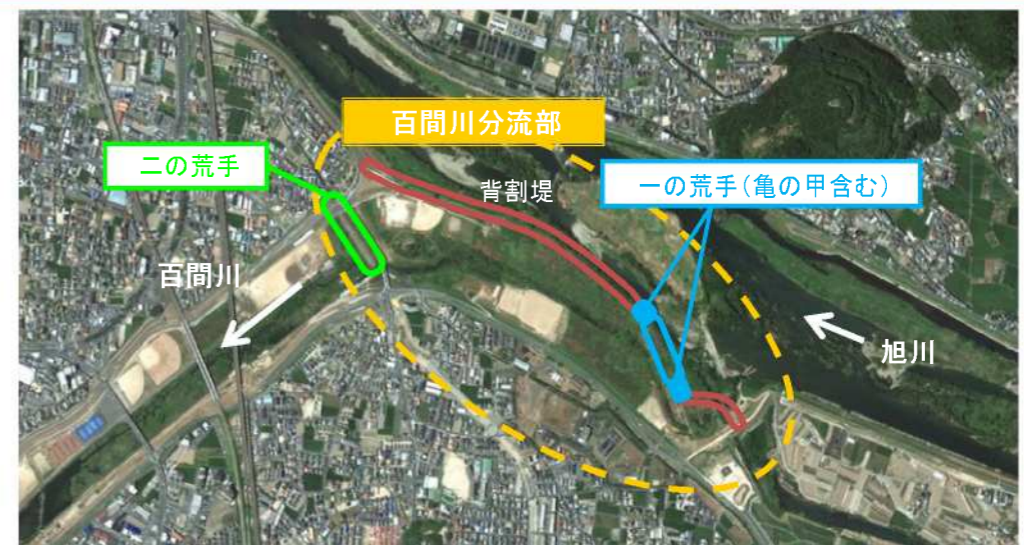 百間川分流部
二の荒手
背割堤
一の荒手(亀の甲含む)
百間川
旭川